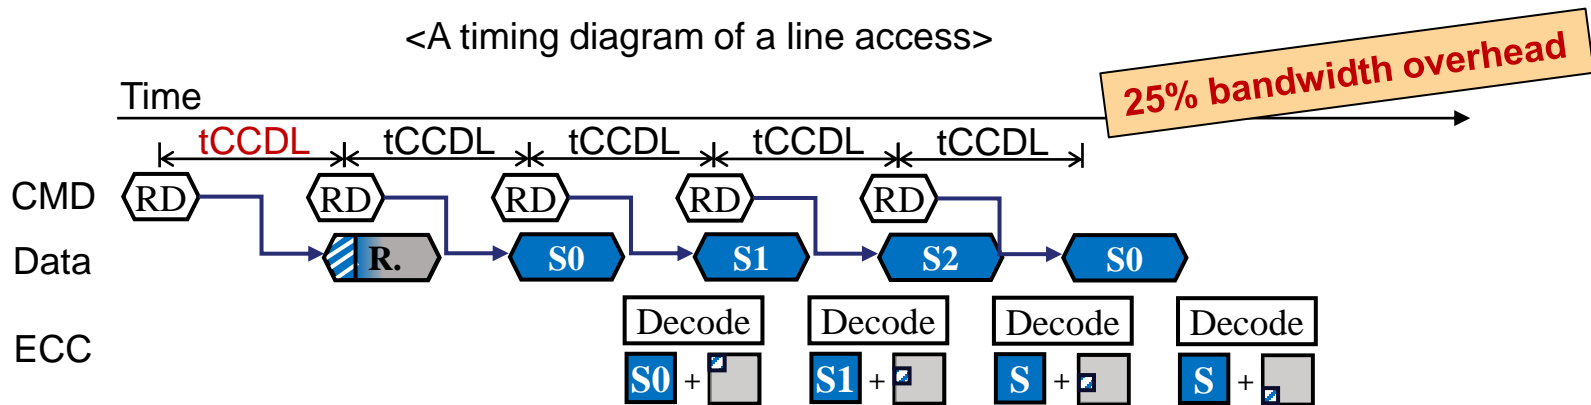 <A timing diagram of a line access>
25% bandwidth overhead
Time
tCCDL tCCDL tCCDL tCCDL tCCDL
CMD RD RD RD RD RD
Data R. S0 S1 S2 S0
Decode Decode Decode Decode
ECC
S0 + S1 + S + S +